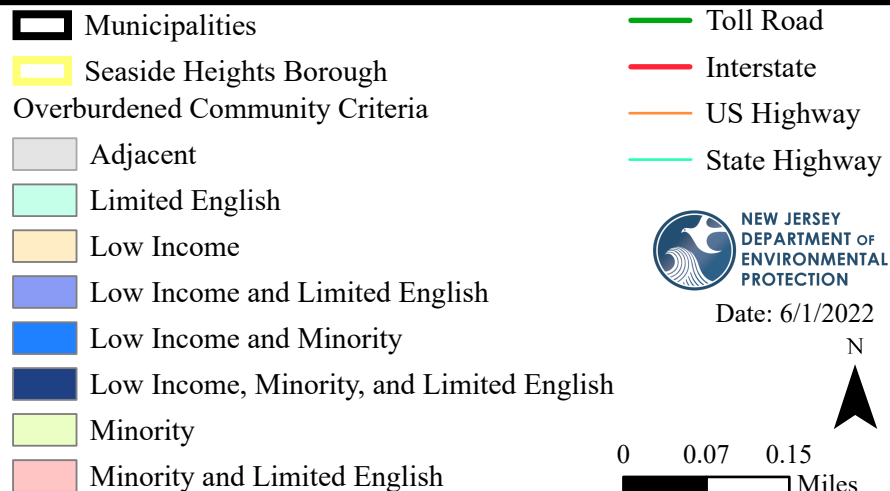 Municipalities
Seaside Heights Borough
Overburdened Community Criteria
Adjacent
Limited English
Low Income
Low Income and Limited English
Low Income and Minority
Low Income, Minority, and Limited English
Minority
Minority and Limited English
Toll Road
Interstate
US Highway
State Highway
NEW JERSEY
DEPARTMENT OF
ENVIRONMENTAL
PROTECTION
Date: 6/1/2022
N
0 0.07 0.15
Miles